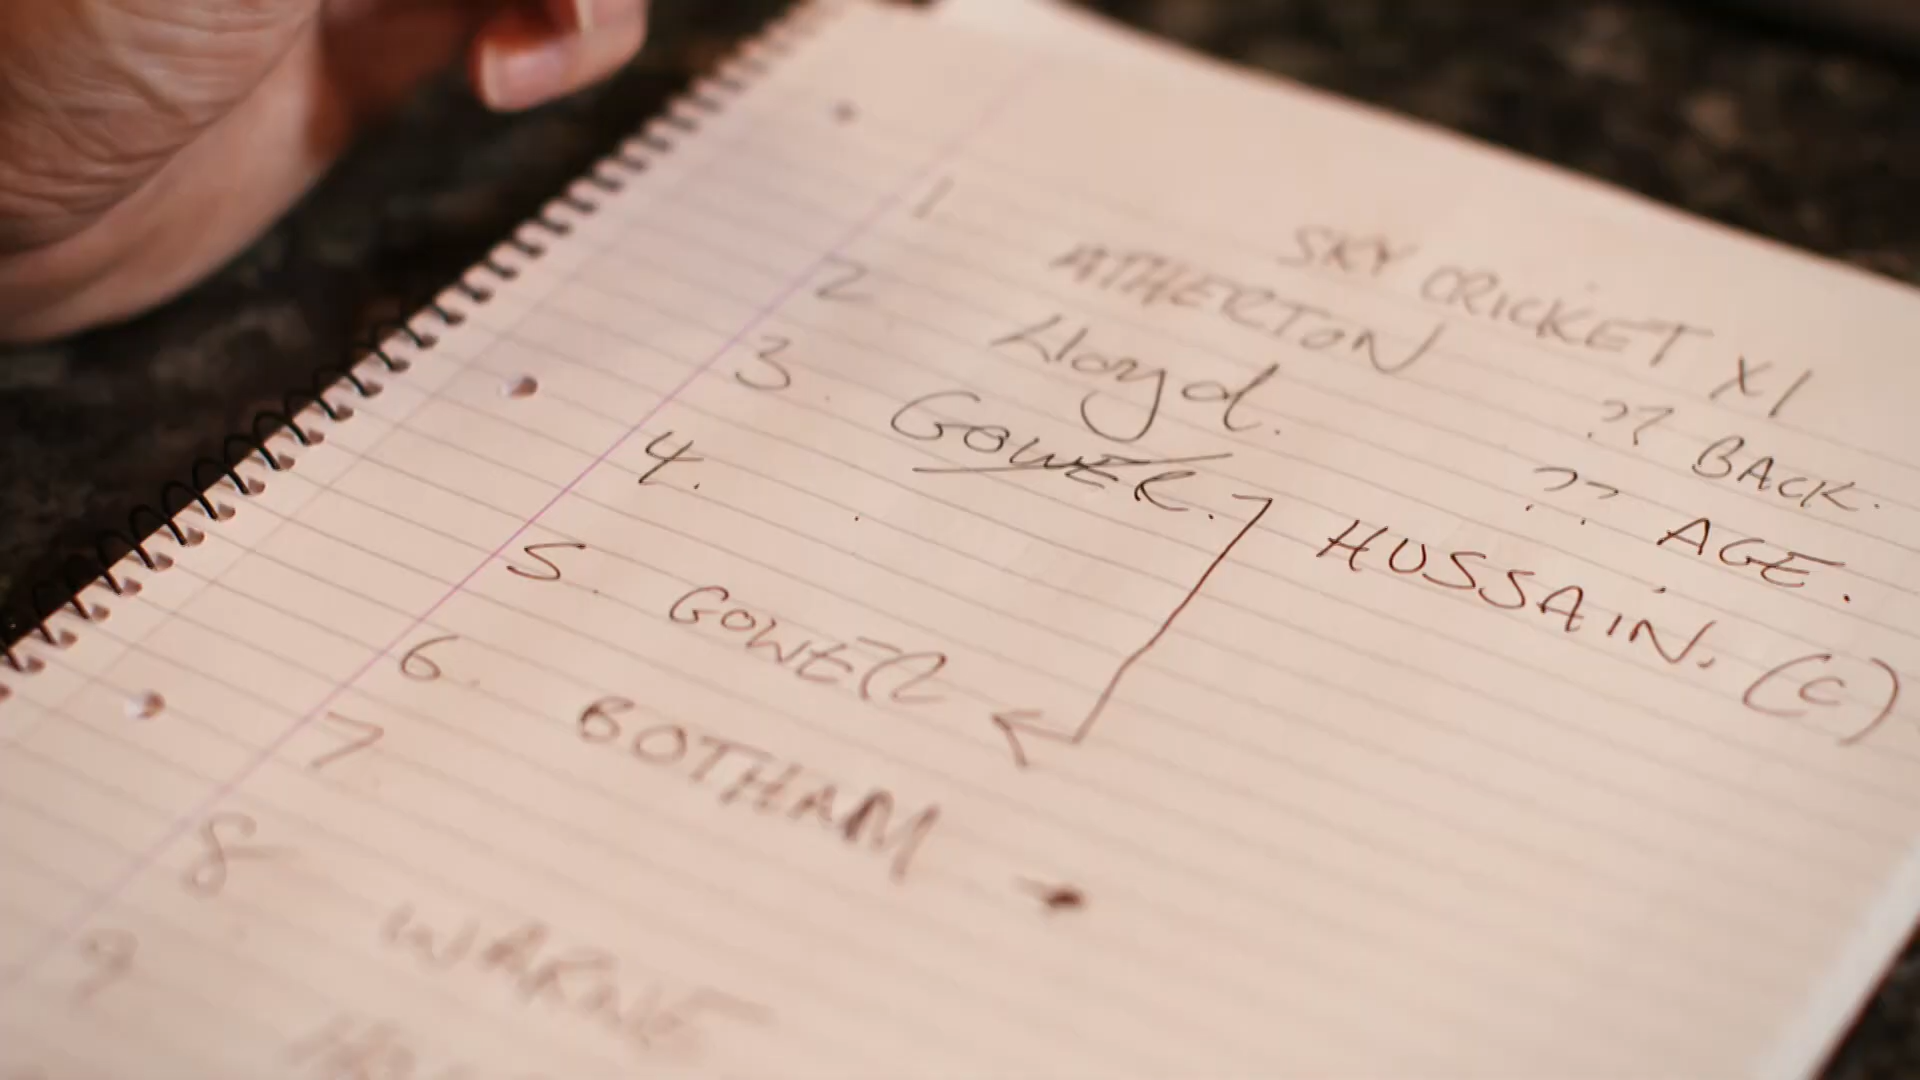 SKY CRICKET XI
1. ATHERTON ?? BACK.
2 Lloyd. ?? AGE.
3. GOWER. HUSSAIN. (C)
4.
5. GOWER
6. BOTHAM
7
8. WARNE
9